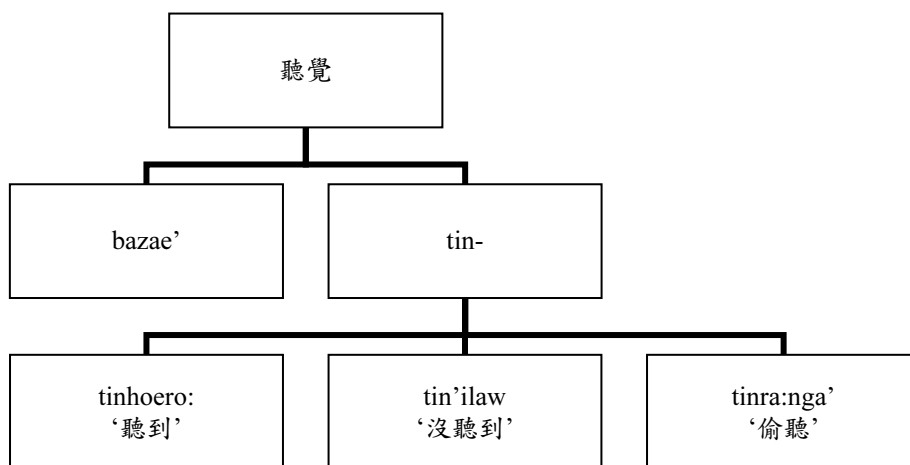 聽覺
bazae’
tin-
tinhoero:
‘聽到’
tin’ilaw
‘沒聽到’
tinra:nga’
‘偷聽’